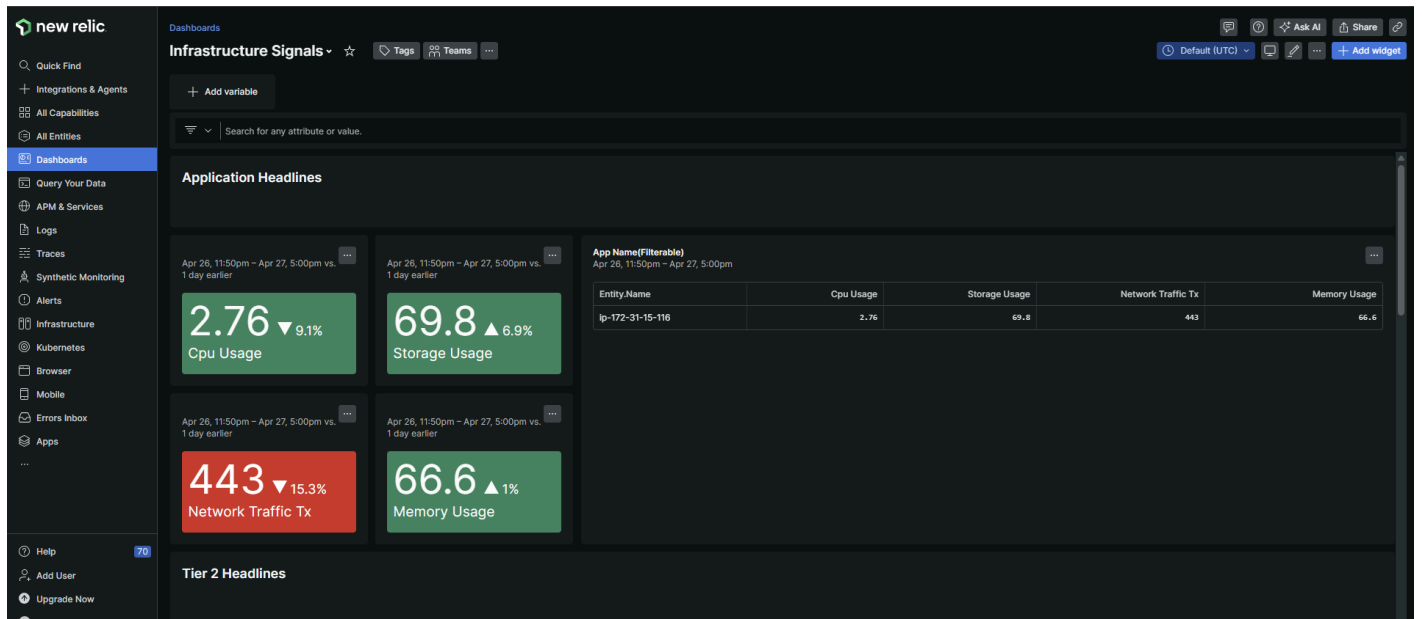 new relic
Quick Find
Integrations & Agents
All Capabilities
All Entities
Dashboards
Query Your Data
APM & Services
Logs
Traces
Synthetic Monitoring
Alerts
Infrastructure
Kubernetes
Browser
Mobile
Errors Inbox
Apps
...
Help 70
Add User
Upgrade Now
Dashboards
Ask AI Share
Infrastructure Signals Tags Teams ...
Default (UTC) ... Add widget
Add variable
Search for any attribute or value.
Application Headlines
Apr 26, 11:50pm – Apr 27, 5:00pm vs. ...
1 day earlier
2.76 ▼ 9.1%
Cpu Usage
Apr 26, 11:50pm – Apr 27, 5:00pm vs. ...
1 day earlier
69.8 ▲ 6.9%
Storage Usage
App Name(Filterable) ...
Apr 26, 11:50pm – Apr 27, 5:00pm
Entity.Name Cpu Usage Storage Usage Network Traffic Tx Memory Usage
ip-172-31-15-116 2.76 69.8 443 66.6
Apr 26, 11:50pm – Apr 27, 5:00pm vs. ...
1 day earlier
443 ▼ 15.3%
Network Traffic Tx
Apr 26, 11:50pm – Apr 27, 5:00pm vs. ...
1 day earlier
66.6 ▲ 1%
Memory Usage
Tier 2 Headlines